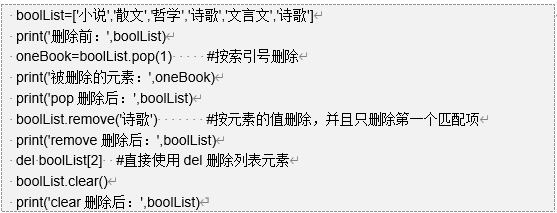 boolList=['小说','散文','哲学','诗歌','文言文','诗歌']
print('删除前：',boolList)
oneBook=boolList.pop(1) #按索引号删除
print('被删除的元素：',oneBook)
print('pop 删除后：',boolList)
boolList.remove('诗歌') #按元素的值删除，并且只删除第一个匹配项
print('remove 删除后：',boolList)
del boolList[2] #直接使用 del 删除列表元素
boolList.clear()
print('clear 删除后：',boolList)